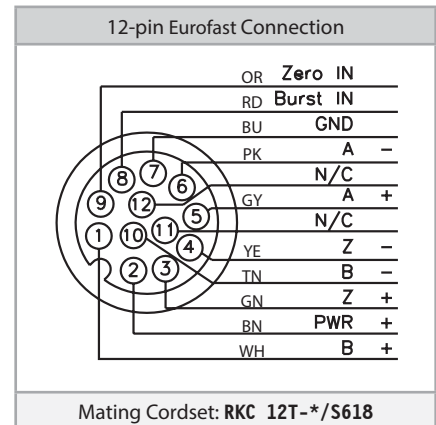 12-pin Eurofast Connection
OR Zero IN
RD Burst IN
BU GND
PK A -
N/C
GY A +
N/C
YE Z -
TN B -
GN Z +
BN PWR +
WH B +
8 7 6
9 12 5
1 10 11 4
2 3
Mating Cordset: RKC 12T-*/S618